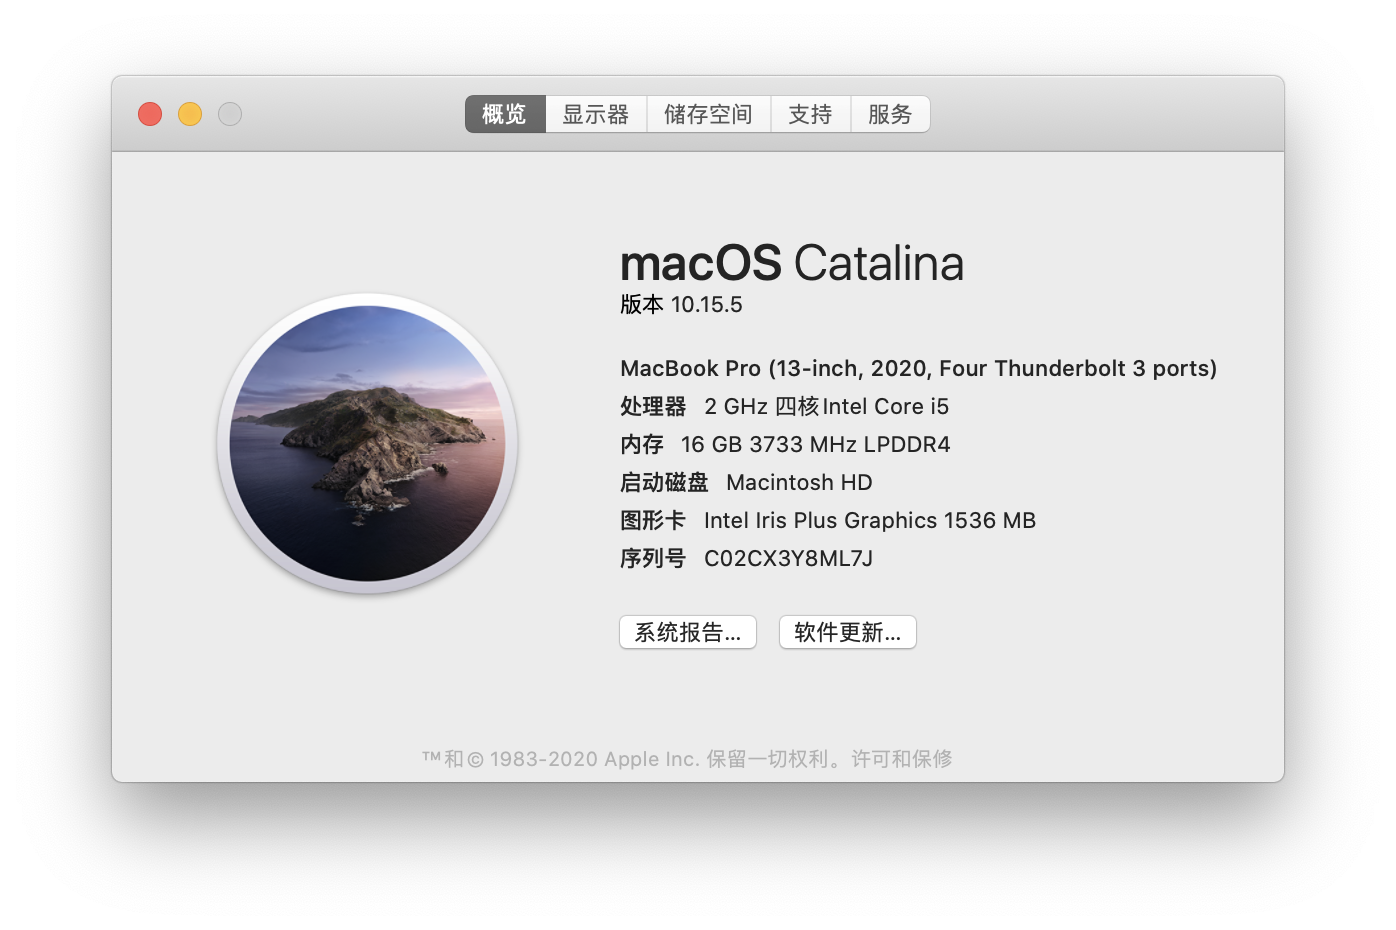 概览 显示器 储存空间 支持 服务
macOS Catalina
版本 10.15.5
MacBook Pro (13-inch, 2020, Four Thunderbolt 3 ports)
处理器 2 GHz 四核Intel Core i5
内存 16 GB 3733 MHz LPDDR4
启动磁盘 Macintosh HD
图形卡 Intel Iris Plus Graphics 1536 MB
序列号 C02CX3Y8ML7J
系统报告... 软件更新...
™和© 1983-2020 Apple Inc. 保留一切权利。许可和保修